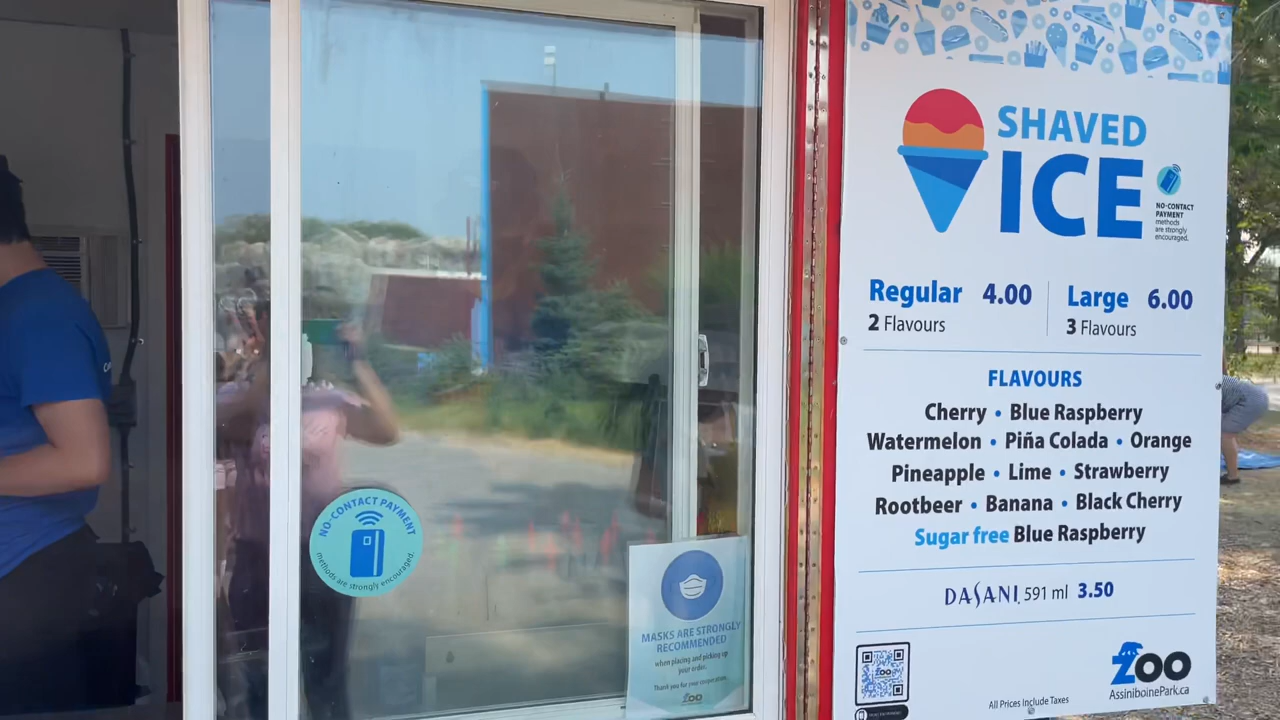 NO-CONTACT PAYMENT
methods are strongly encouraged.
MASKS ARE STRONGLY
RECOMMENDED
when placing and picking up
your order.
Thank you for your cooperation.
ZOO
SHAVED
ICE
NO-CONTACT
PAYMENT
methods
are strongly
encouraged.
Regular 4.00
2 Flavours
Large 6.00
3 Flavours
FLAVOURS
Cherry • Blue Raspberry
Watermelon • Piña Colada • Orange
Pineapple • Lime • Strawberry
Rootbeer • Banana • Black Cherry
Sugar free Blue Raspberry
DASANI 591 ml 3.50
ZOO
All Prices Include Taxes
ZOO
AssiniboinePark.ca